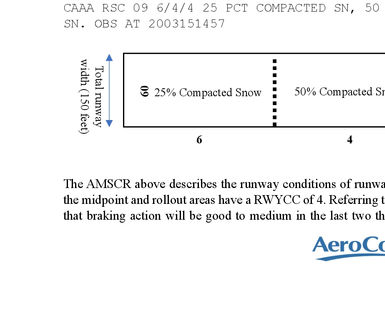 CAAA RSC 09 6/4/4 25 PCT COMPACTED SN, 50
SN. OBS AT 2003151457
Total runway
width (150 feet)
09
25% Compacted Snow
50% Compacted Sn
6
4
The AMSCR above describes the runway conditions of runwa
the midpoint and rollout areas have a RWYCC of 4. Referring t
that braking action will be good to medium in the last two th
AeroCo